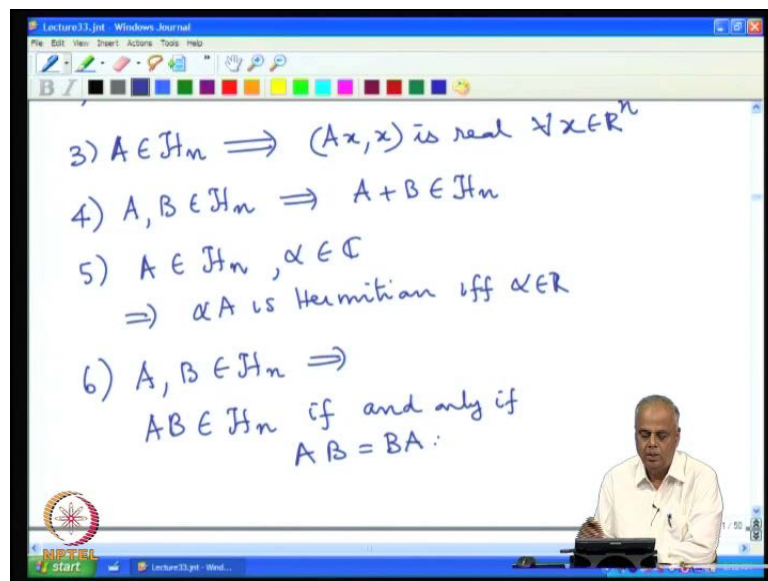 Lecture33.jnt - Windows Journal
File Edit View Insert Actions Tools Help
B I
3) A ∈ Hn ⟹ (Ax, x) is real ∀ x ∈ R^n
4) A, B ∈ Hn ⟹ A + B ∈ Hn
5) A ∈ Hn, α ∈ ℂ
⟹ αA is Hermitian iff α ∈ R
6) A, B ∈ Hn ⟹
AB ∈ Hn if and only if
AB = BA :
/ 50
NPTEL
start Lecture33.jnt - Wind...